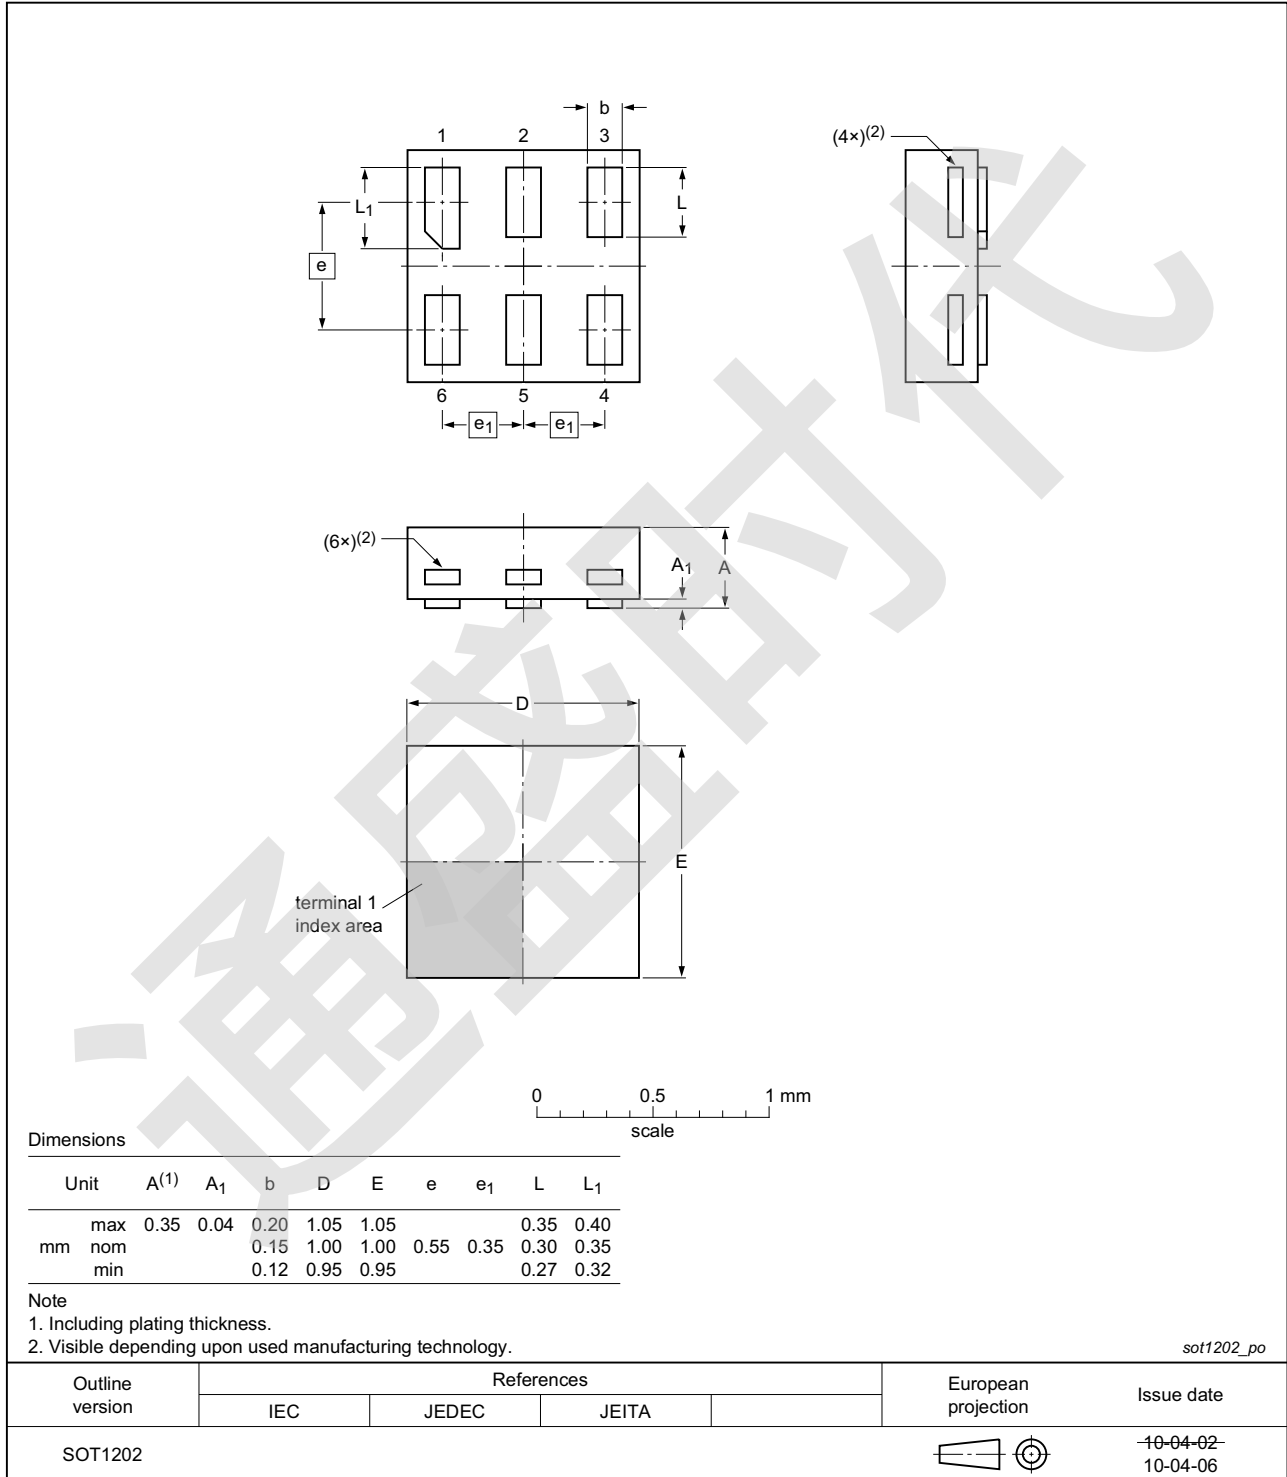 b
1 2 3
(4×)(2)
L1
L
e
6 5 4
e1 e1
(6×)(2)
A1 A
D
E
terminal 1
index area
0 0.5 1 mm
scale
Dimensions
Unit A(1) A1 b D E e e1 L L1
max 0.35 0.04 0.20 1.05 1.05 0.35 0.40
mm nom 0.15 1.00 1.00 0.55 0.35 0.30 0.35
min 0.12 0.95 0.95 0.27 0.32
Note
1. Including plating thickness.
2. Visible depending upon used manufacturing technology.
sot1202_po
Outline version References European projection Issue date
IEC JEDEC JEITA
SOT1202 10-04-02
10-04-06
通盛时代